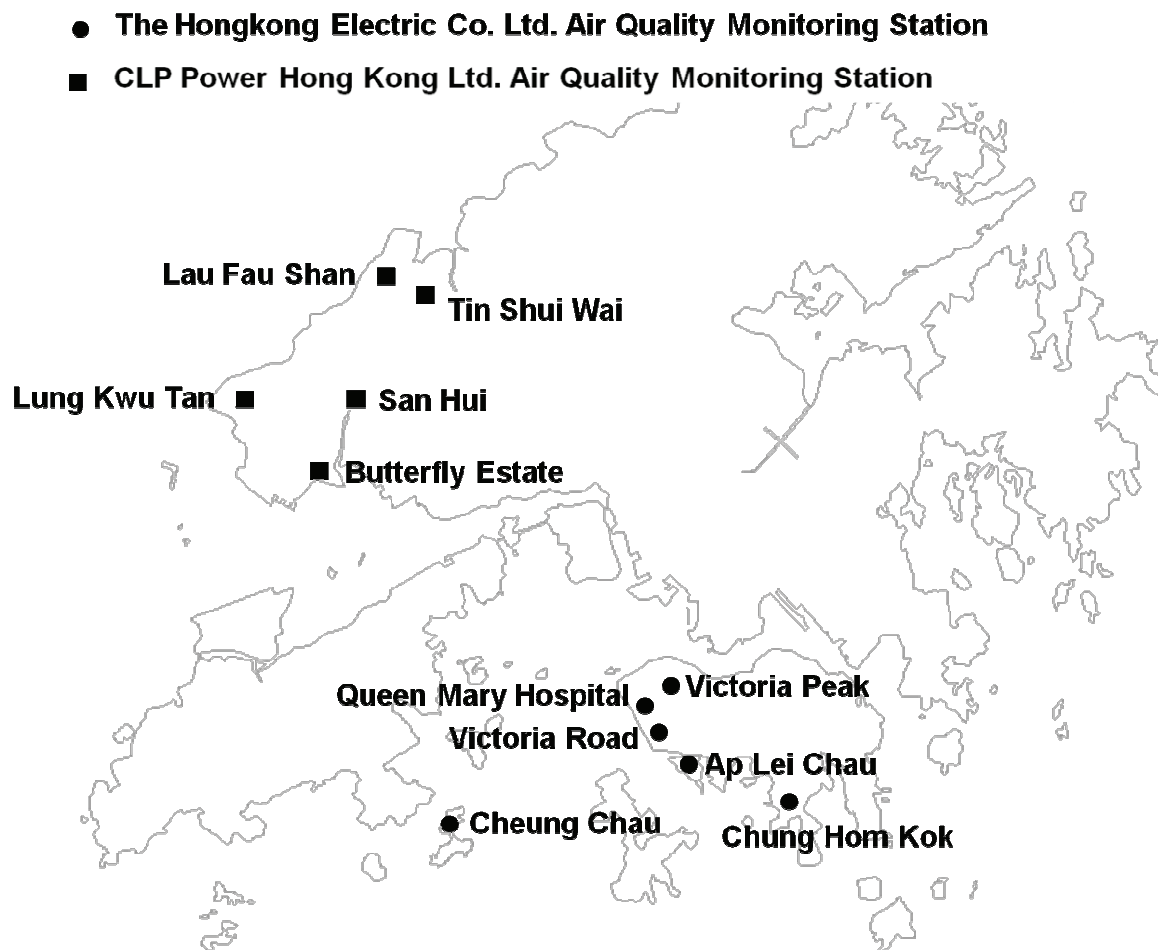 The Hongkong Electric Co. Ltd. Air Quality Monitoring Station
CLP Power Hong Kong Ltd. Air Quality Monitoring Station
Lau Fau Shan
Tin Shui Wai
Lung Kwu Tan
San Hui
Butterfly Estate
Victoria Peak
Queen Mary Hospital
Victoria Road
Ap Lei Chau
Cheung Chau
Chung Hom Kok